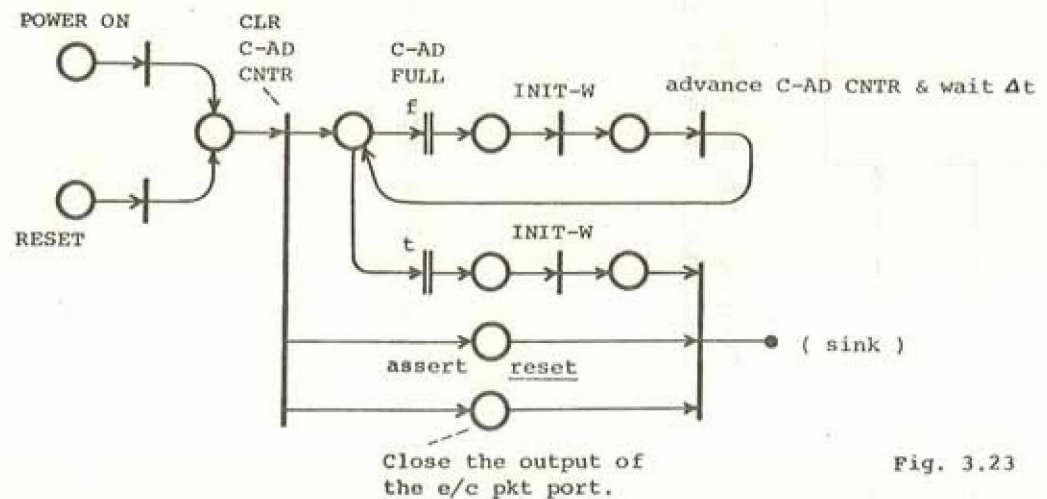 POWER ON
CLR
C-AD
CNTR
C-AD
FULL
f
INIT-W
advance C-AD CNTR & wait Δt
RESET
t
INIT-W
assert reset
( sink )
Close the output of
the e/c pkt port.
Fig. 3.23